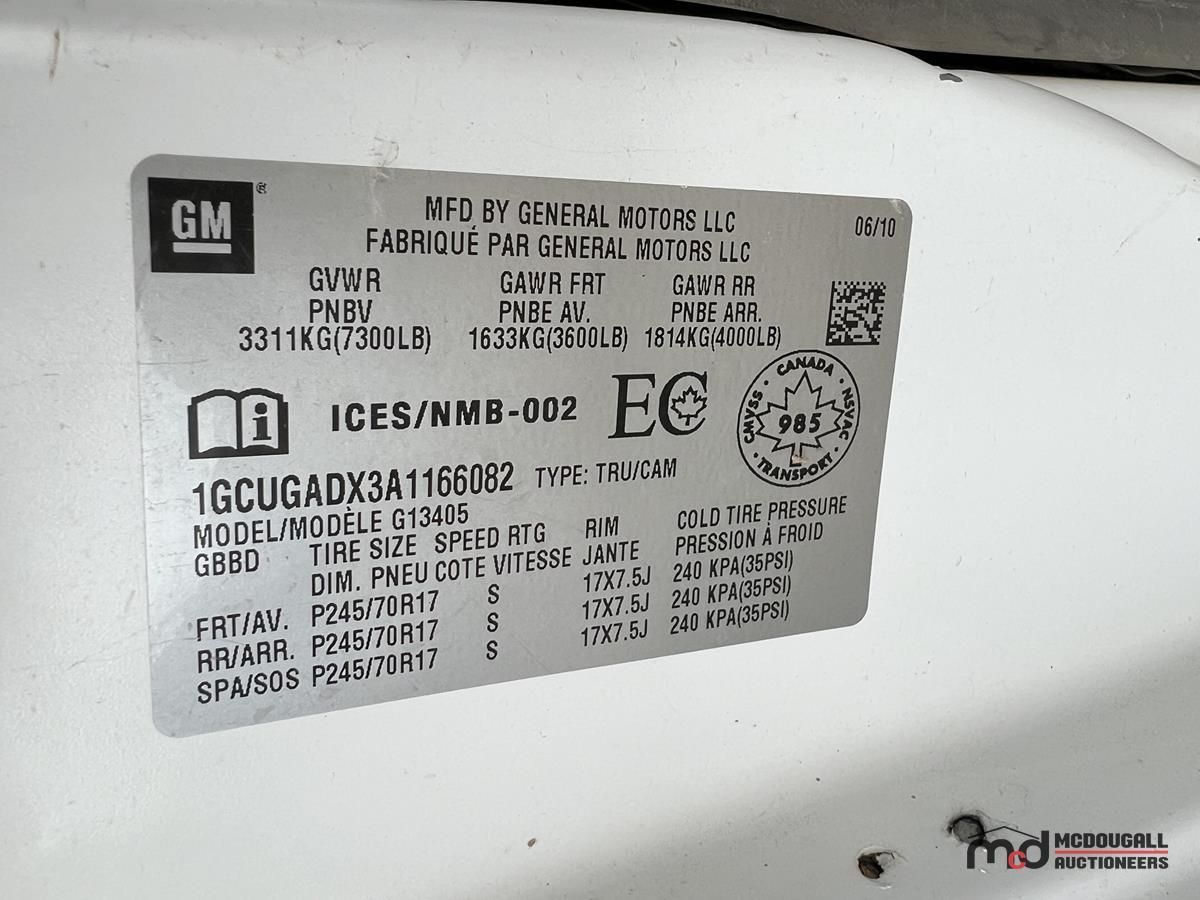 GM ®
MFD BY GENERAL MOTORS LLC
FABRIQUÉ PAR GENERAL MOTORS LLC
06/10
GVWR GAWR FRT GAWR RR
PNBV PNBE AV. PNBE ARR.
3311KG(7300LB) 1633KG(3600LB) 1814KG(4000LB)
i ICES/NMB-002 EC
CANADA
CMVSS · 985 · NSVAC
· TRANSPORT ·
1GCUGADX3A1166082 TYPE: TRU/CAM
MODEL/MODÈLE G13405
GBBD TIRE SIZE SPEED RTG RIM COLD TIRE PRESSURE
DIM. PNEU COTE VITESSE JANTE PRESSION À FROID
FRT/AV. P245/70R17 S 17X7.5J 240 KPA(35PSI)
RR/ARR. P245/70R17 S 17X7.5J 240 KPA(35PSI)
SPA/SOS P245/70R17 S 17X7.5J 240 KPA(35PSI)
mcd MCDOUGALL
AUCTIONEERS